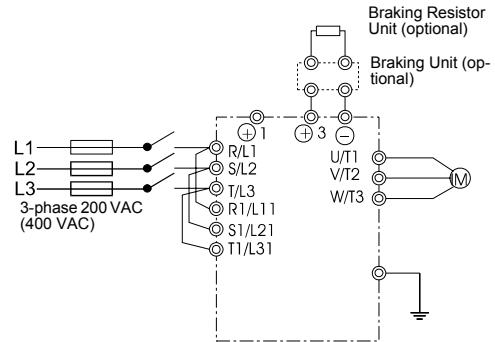 Braking Resistor
Unit (optional)
Braking Unit (op-
tional)
⊕1 ⊕3 ⊖
L1
L2
L3
3-phase 200 VAC
(400 VAC)
R/L1
S/L2
T/L3
R1/L11
S1/L21
T1/L31
U/T1
V/T2
W/T3
M